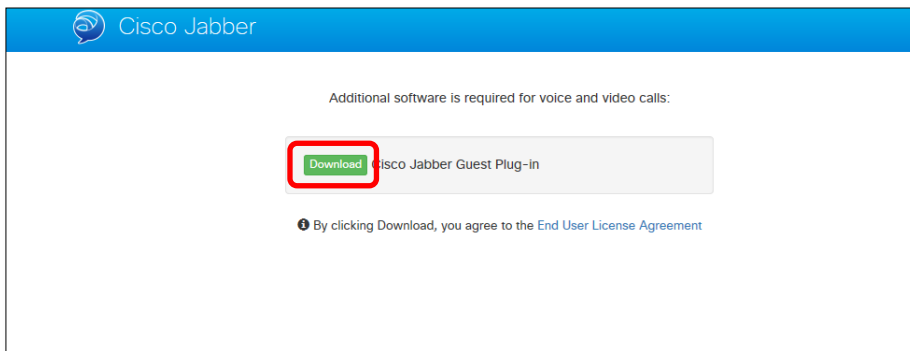 Cisco Jabber
Additional software is required for voice and video calls:
Download Cisco Jabber Guest Plug-in
By clicking Download, you agree to the End User License Agreement